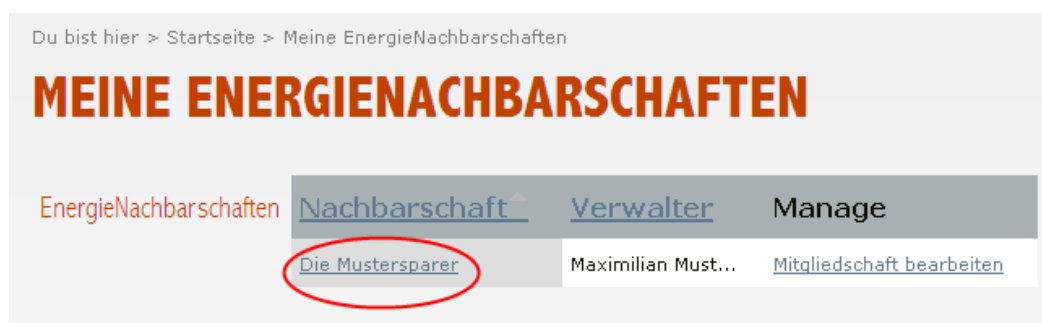 Du bist hier > Startseite > Meine EnergieNachbarschaften
MEINE ENERGIENACHBARSCHAFTEN
EnergieNachbarschaften Nachbarschaft Verwalter Manage
Die Mustersparer Maximilian Must... Mitgliedschaft bearbeiten